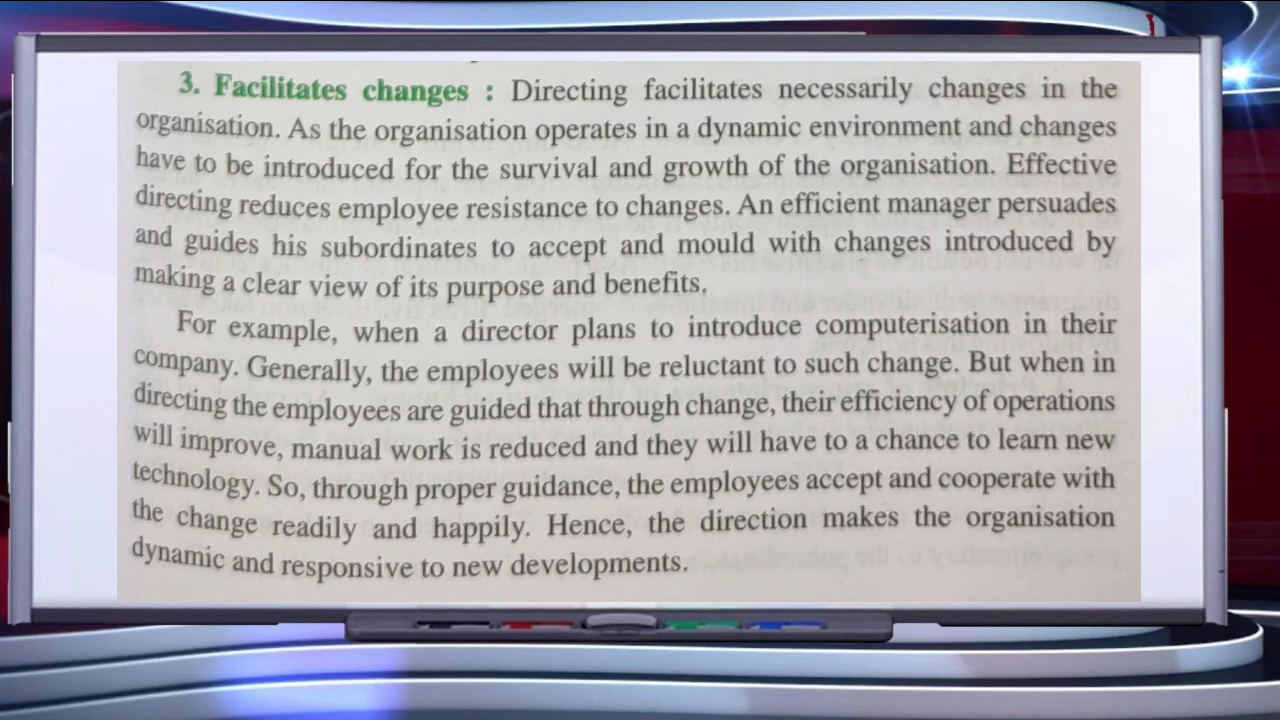 3. Facilitates changes : Directing facilitates necessarily changes in the
organisation. As the organisation operates in a dynamic environment and changes
have to be introduced for the survival and growth of the organisation. Effective
directing reduces employee resistance to changes. An efficient manager persuades
and guides his subordinates to accept and mould with changes introduced by
making a clear view of its purpose and benefits.
For example, when a director plans to introduce computerisation in their
company. Generally, the employees will be reluctant to such change. But when in
directing the employees are guided that through change, their efficiency of operations
will improve, manual work is reduced and they will have to a chance to learn new
technology. So, through proper guidance, the employees accept and cooperate with
the change readily and happily. Hence, the direction makes the organisation
dynamic and responsive to new developments.